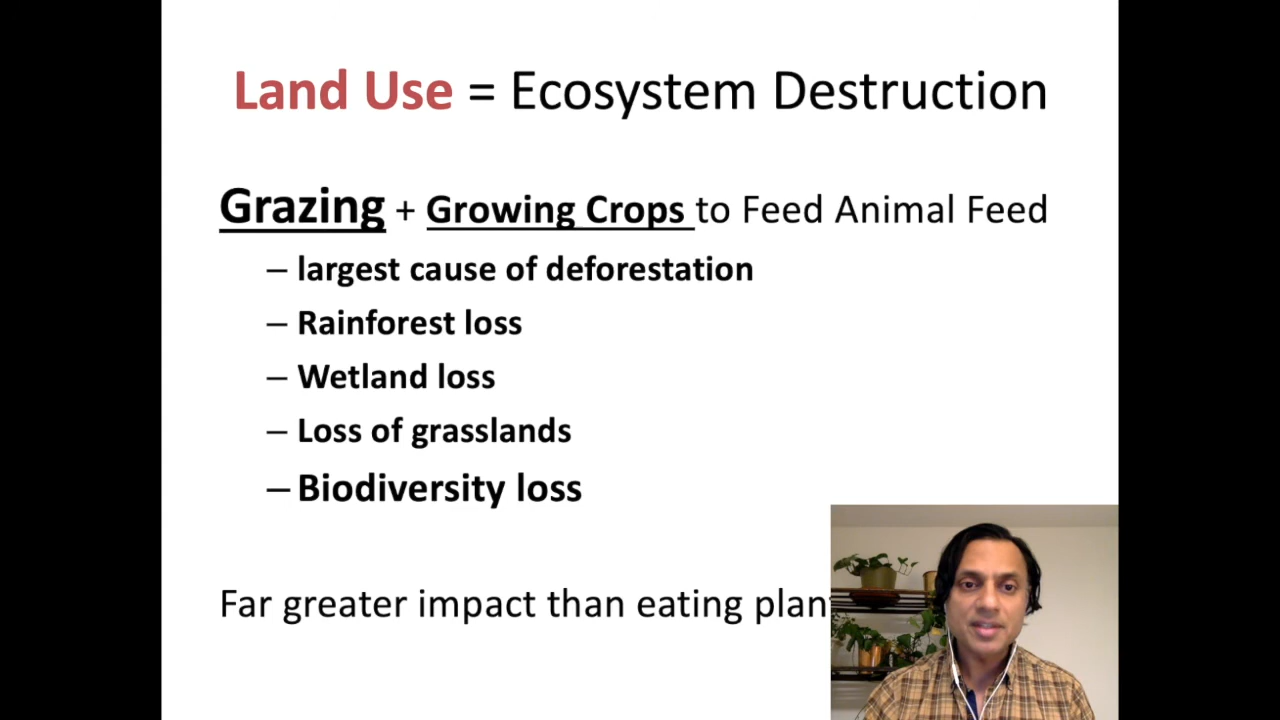 Land Use = Ecosystem Destruction
Grazing + Growing Crops to Feed Animal Feed
– largest cause of deforestation
– Rainforest loss
– Wetland loss
– Loss of grasslands
– Biodiversity loss
Far greater impact than eating